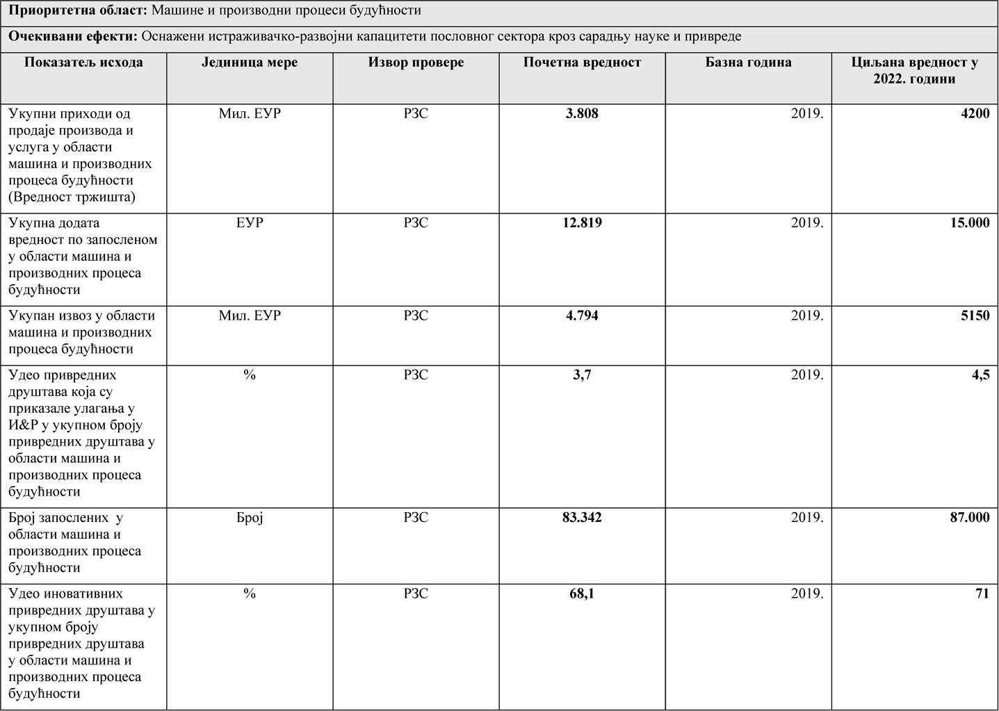 Приоритетна област: Машине и производни процеси будућности
Очекивани ефекти: Оснажени истраживачко-развојни капацитети пословног сектора кроз сарадњу науке и привреде
Показатељ исхода
Јединица мере
Извор провере
Почетна вредност
Базна година
Циљана вредност у
2022. години
Укупни приходи од
продаје производа и
услуга у области
машина и производних
процеса будућности
(Вредност тржишта)
Мил. ЕУР
РЗС
3.808
2019.
4200
Укупна додата
вредност по запосленом
у области машина и
производних процеса
будућности
ЕУР
РЗС
12.819
2019.
15.000
Укупан извоз у области
машина и производних
процеса будућности
Мил. ЕУР
РЗС
4.794
2019.
5150
Удео привредних
друштава која су
приказале улагања у
И&Р у укупном броју
привредних друштава у
области машина и
производних процеса
будућности
%
РЗС
3,7
2019.
4,5
Број запослених  у
области машина и
производних процеса
будућности
Број
РЗС
83.342
2019.
87.000
Удео иновативних
привредних друштава у
укупном броју
привредних друштава
у области машина и
производних процеса
будућности
%
РЗС
68,1
2019.
71